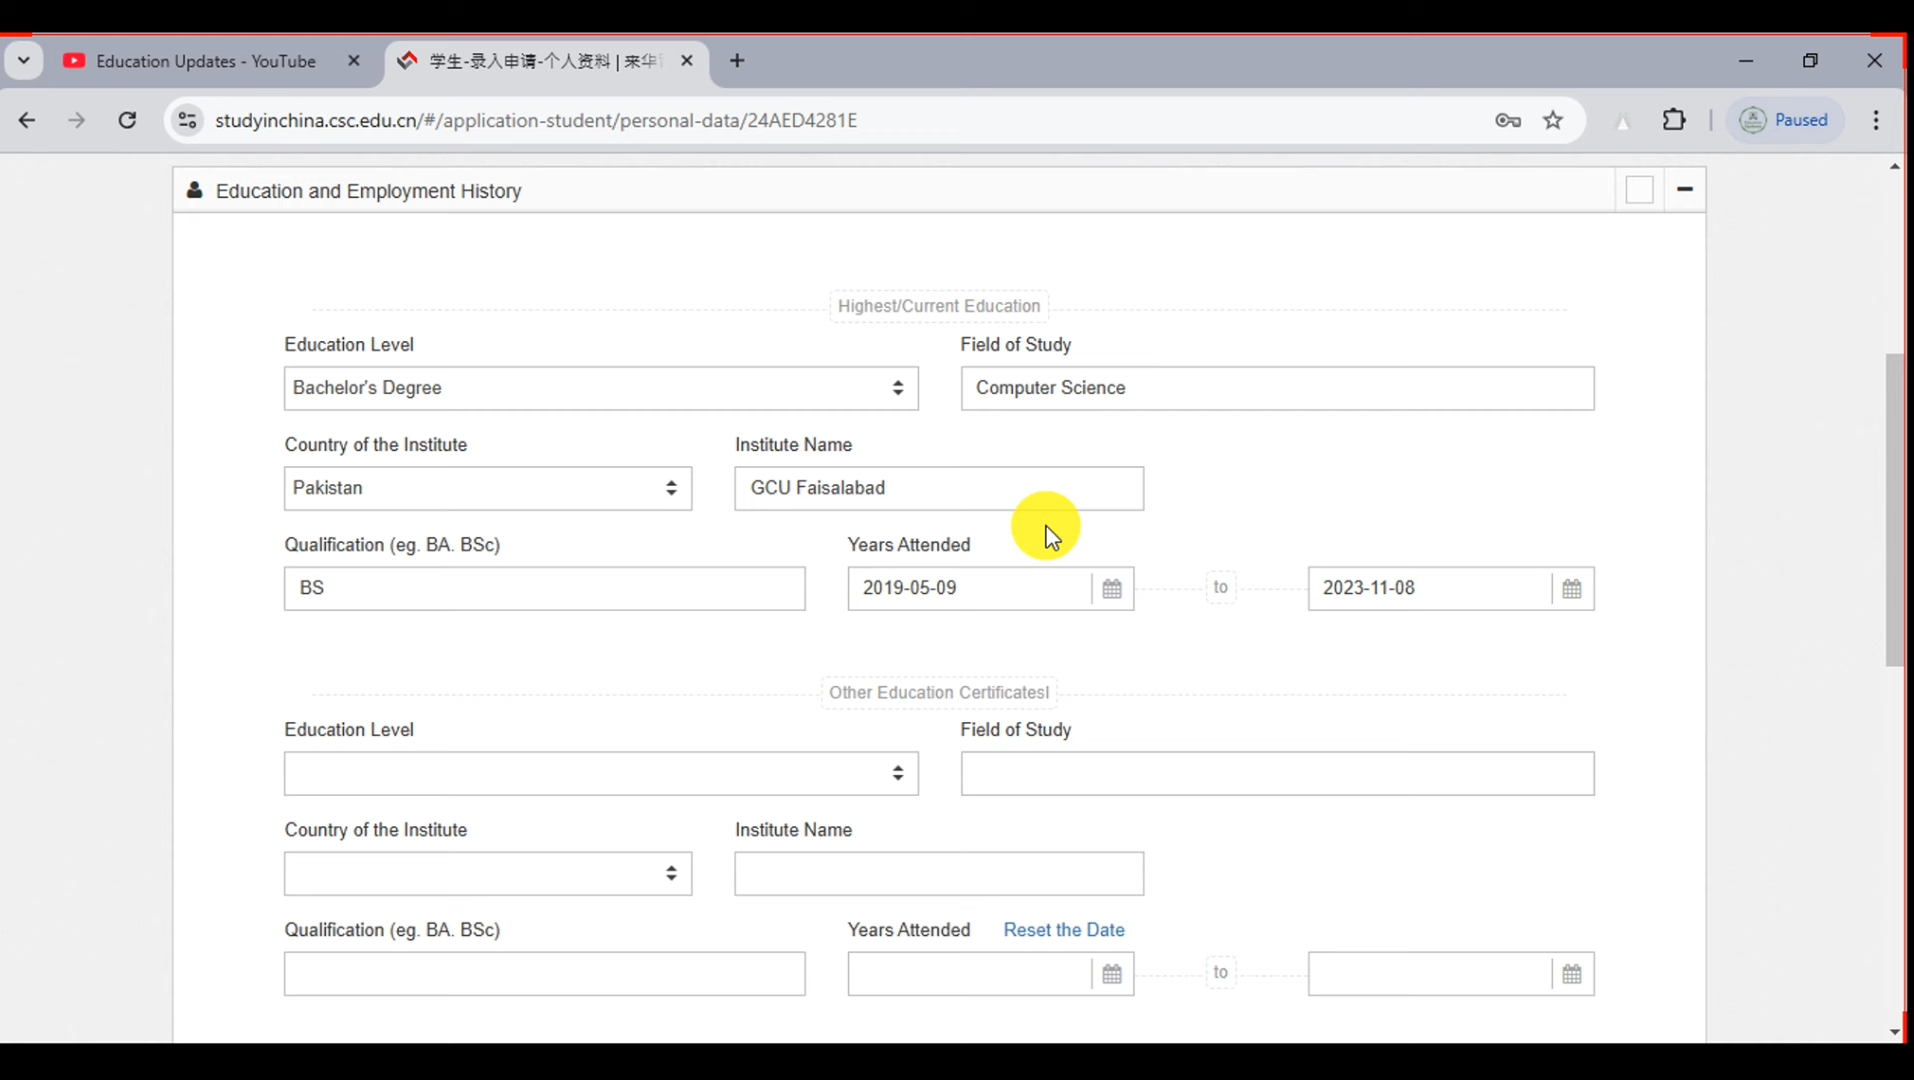 Education Updates - YouTube
学生-录入申请-个人资料 | 来华
studyinchina.csc.edu.cn/#/application-student/personal-data/24AED4281E
Paused
Education and Employment History
Highest/Current Education
Education Level
Field of Study
Bachelor's Degree
Computer Science
Country of the Institute
Institute Name
Pakistan
GCU Faisalabad
Qualification (eg. BA. BSc)
Years Attended
BS
2019-05-09
to
2023-11-08
Other Education CertificatesI
Education Level
Field of Study
Country of the Institute
Institute Name
Qualification (eg. BA. BSc)
Years Attended
Reset the Date
to